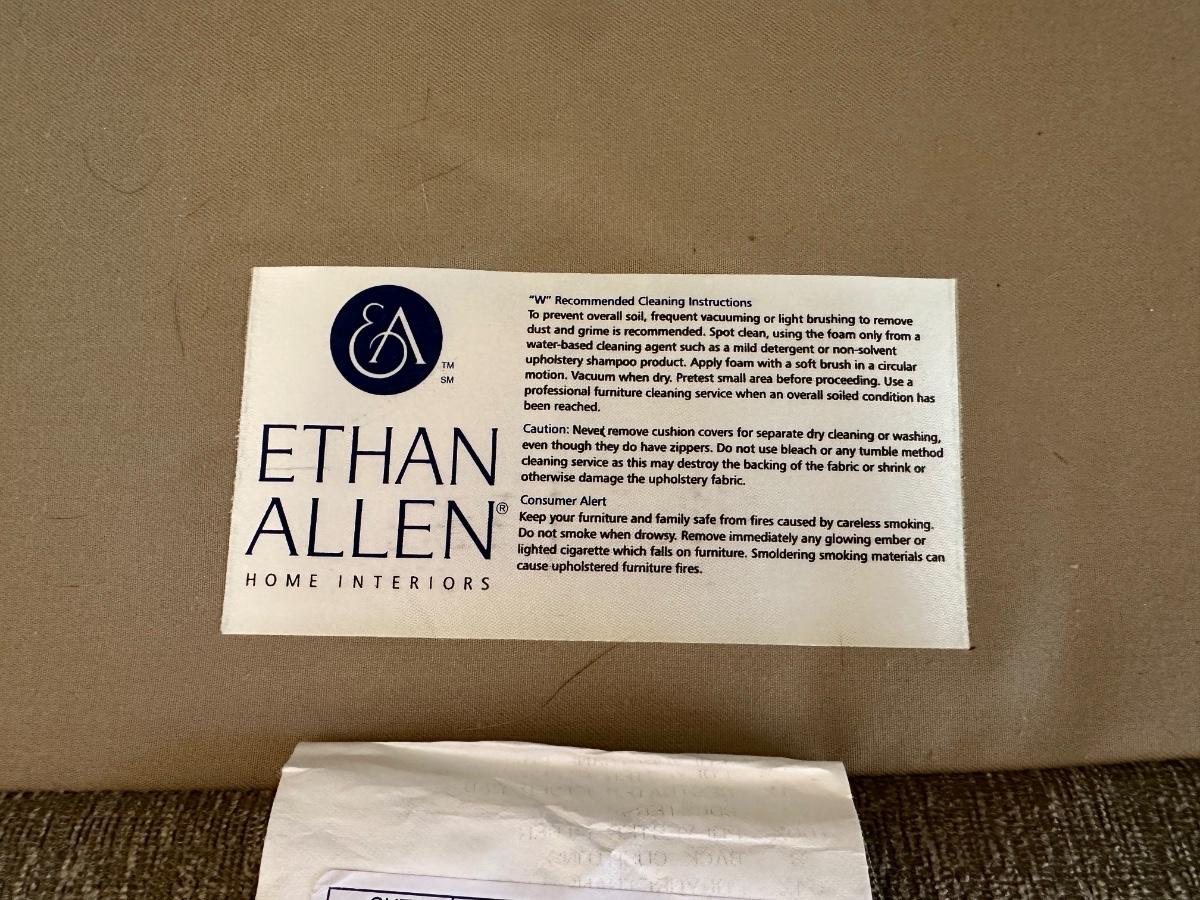 EA
TM
SM
ETHAN
ALLEN®
HOME INTERIORS
"W" Recommended Cleaning Instructions
To prevent overall soil, frequent vacuuming or light brushing to remove
dust and grime is recommended. Spot clean, using the foam only from a
water-based cleaning agent such as a mild detergent or non-solvent
upholstery shampoo product. Apply foam with a soft brush in a circular
motion. Vacuum when dry. Pretest small area before proceeding. Use a
professional furniture cleaning service when an overall soiled condition has
been reached.
Caution: Never remove cushion covers for separate dry cleaning or washing,
even though they do have zippers. Do not use bleach or any tumble method
cleaning service as this may destroy the backing of the fabric or shrink or
otherwise damage the upholstery fabric.
Consumer Alert
Keep your furniture and family safe from fires caused by careless smoking.
Do not smoke when drowsy. Remove immediately any glowing ember or
lighted cigarette which falls on furniture. Smoldering smoking materials can
cause upholstered furniture fires.